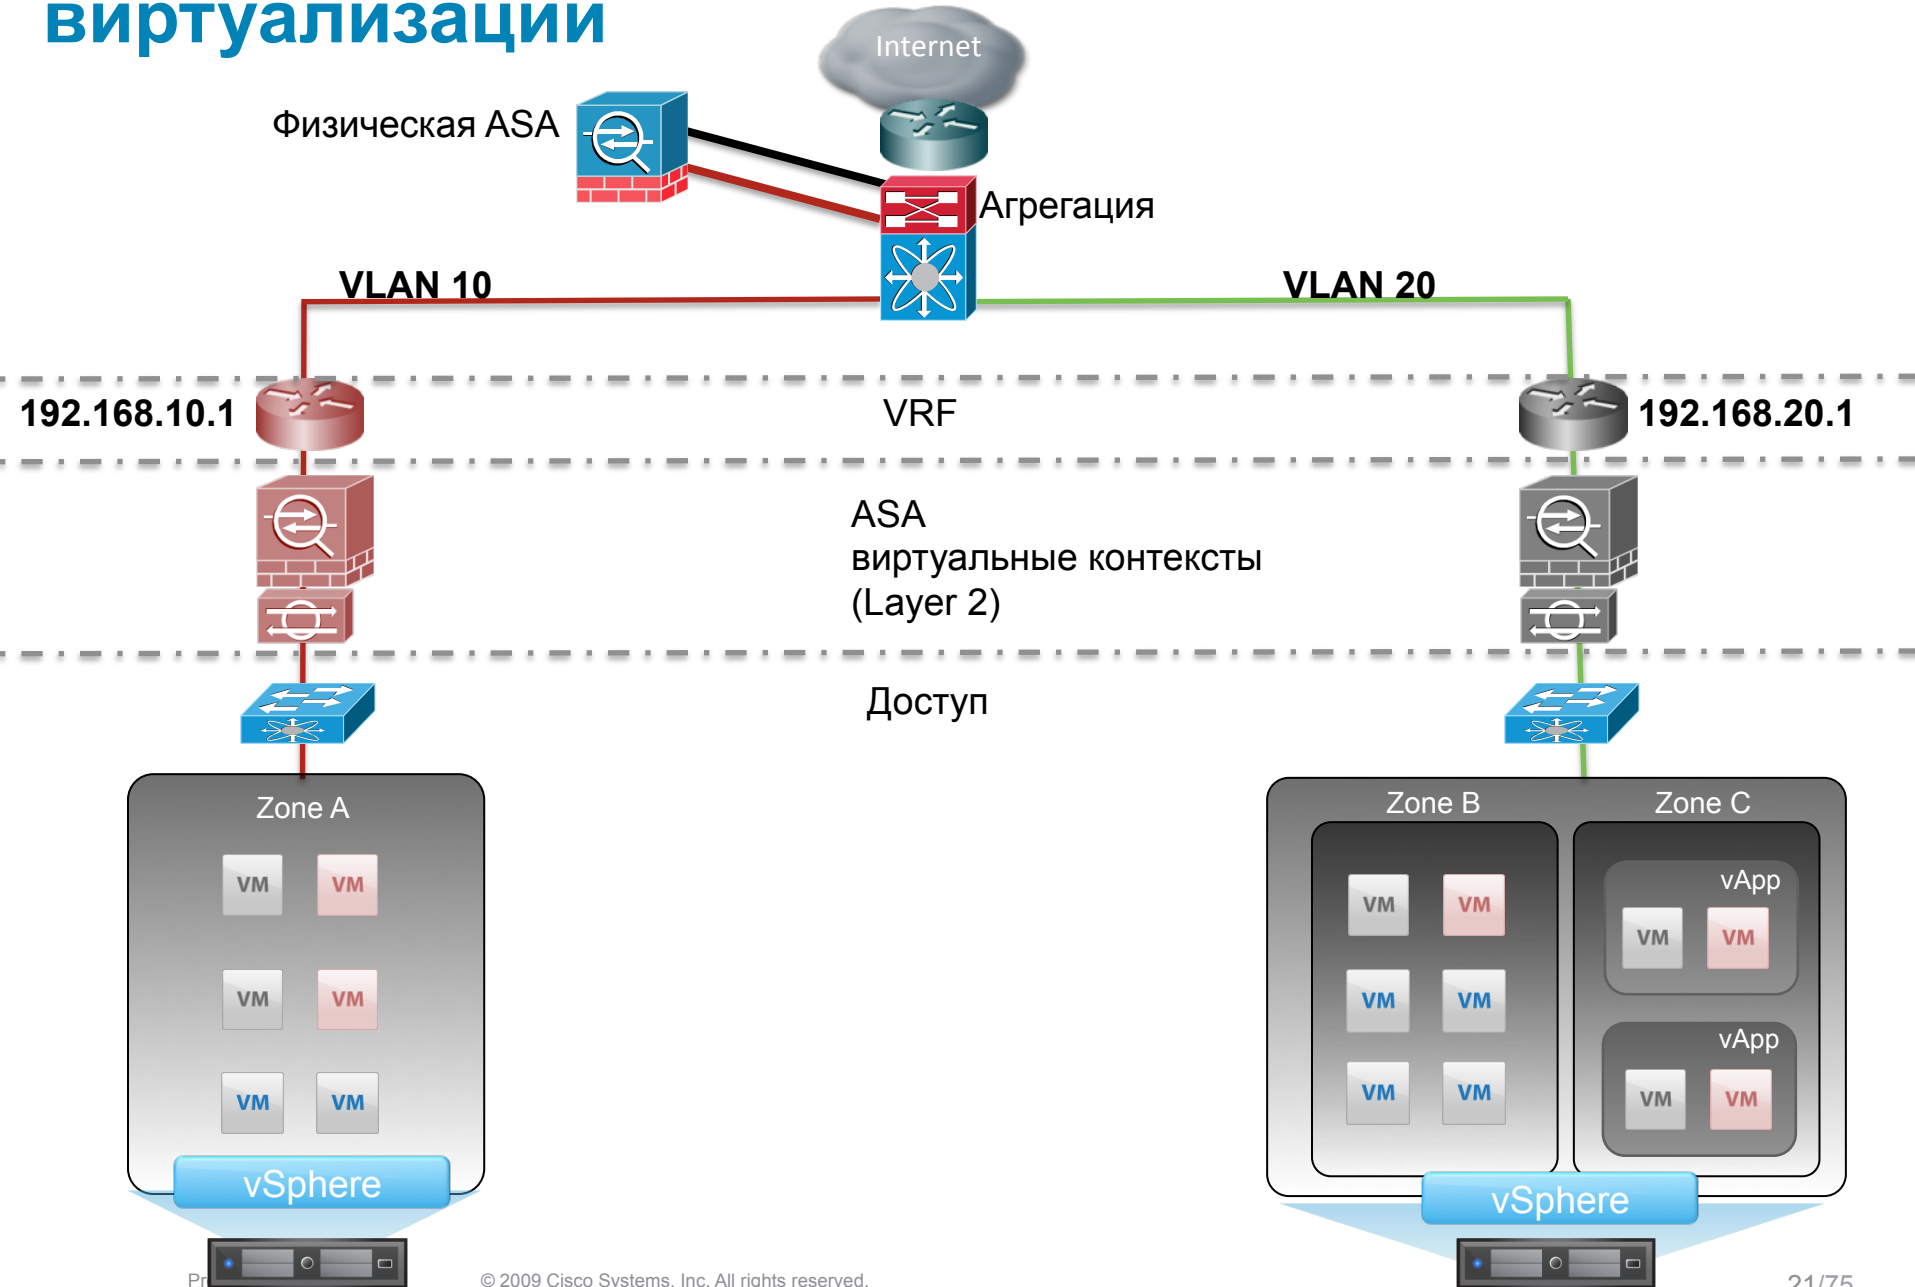 виртуализации
Internet
Физическая ASA
Агрегация
VLAN 10
VLAN 20
192.168.10.1
VRF
192.168.20.1
ASA
виртуальные контексты
(Layer 2)
Доступ
Zone A
VM VM
VM VM
VM VM
vSphere
Zone B
VM VM
VM VM
VM VM
Zone C
vApp
VM VM
vApp
VM VM
vSphere
© 2009 Cisco Systems, Inc. All rights reserved.
21/75